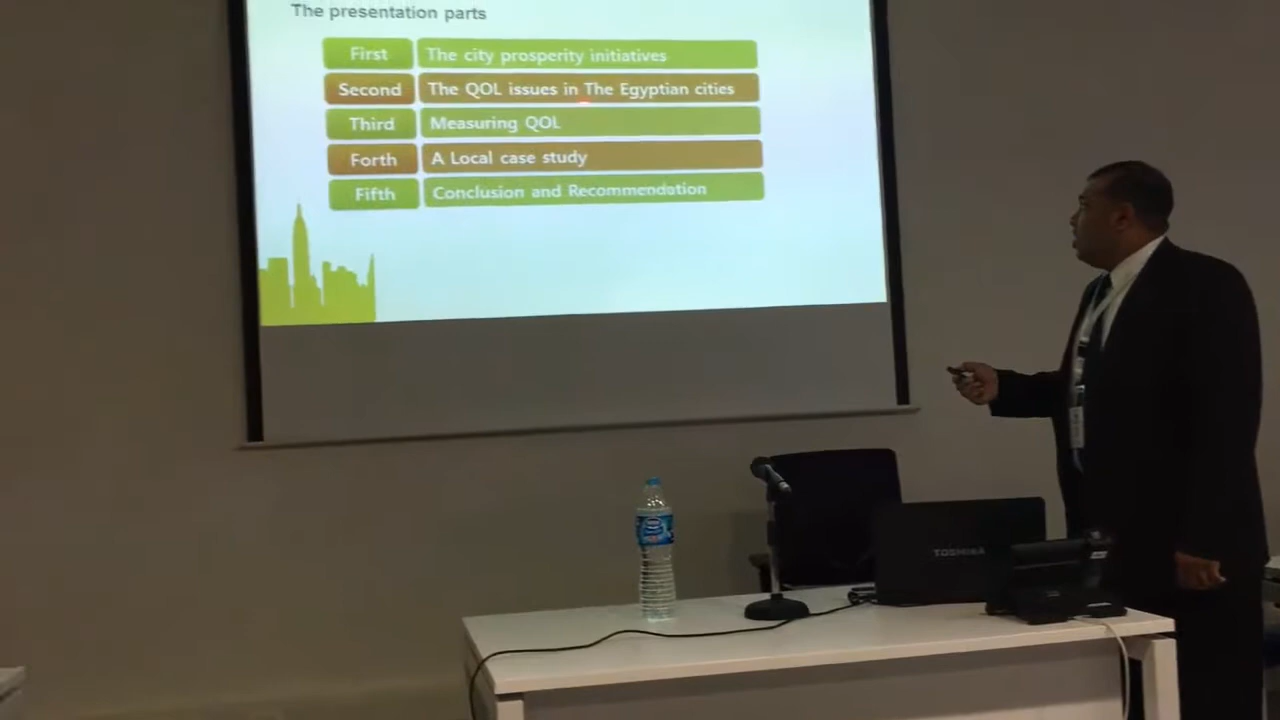 The presentation parts
First The city prosperity initiatives
Second The QOL issues in The Egyptian cities
Third Measuring QOL
Forth A Local case study
Fifth Conclusion and Recommendation
TOSHIBA